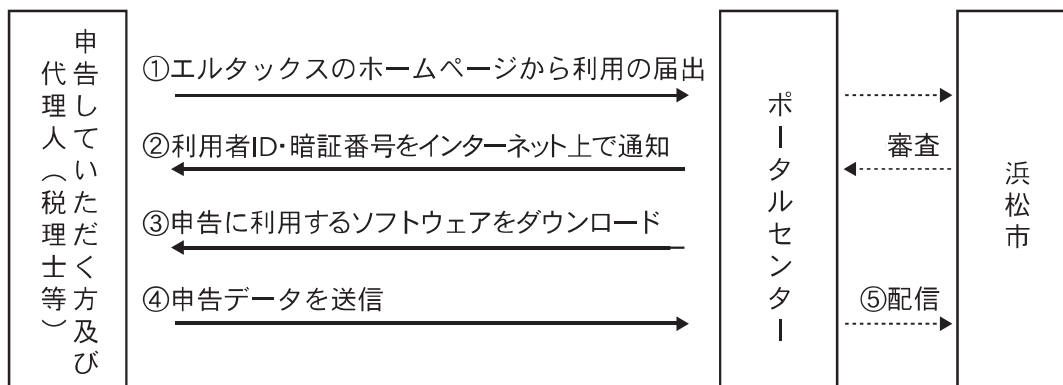 申告していただく方及び
代理人(税理士等)
①エルタックスのホームページから利用の届出
②利用者ID・暗証番号をインターネット上で通知
③申告に利用するソフトウェアをダウンロード
④申告データを送信
ポータルセンター
審査
⑤配信
浜松市